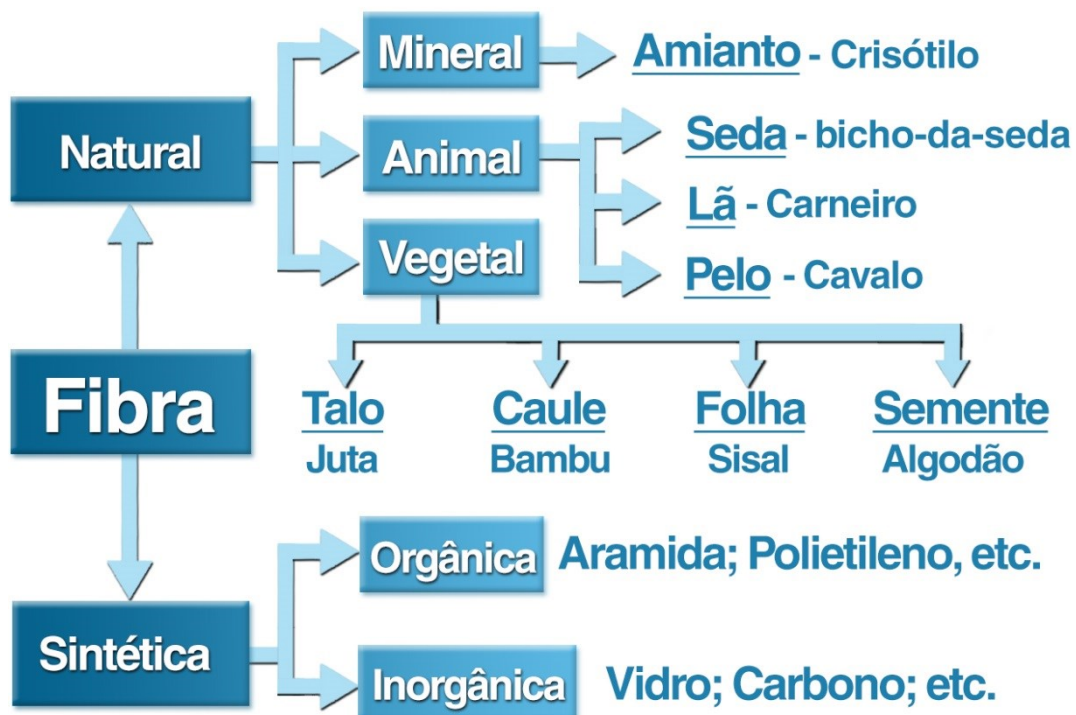 Mineral
Amianto - Crisótilo
Natural
Animal
Seda - bicho-da-seda
Lã - Carneiro
Vegetal
Pelo - Cavalo
Fibra
Talo Caule Folha Semente
Juta Bambu Sisal Algodão
Orgânica
Aramida; Polietileno, etc.
Sintética
Inorgânica
Vidro; Carbono; etc.